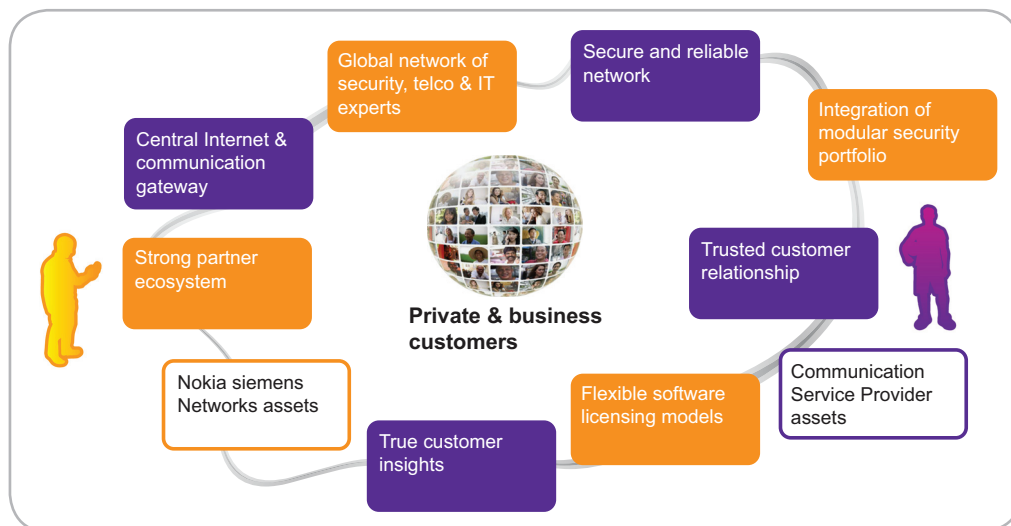 Global network of
security, telco & IT
experts
Secure and reliable
network
Integration of
modular security
portfolio
Central Internet &
communication
gateway
Strong partner
ecosystem
Trusted customer
relationship
Private & business
customers
Nokia siemens
Networks assets
Flexible software
licensing models
Communication
Service Provider
assets
True customer
insights